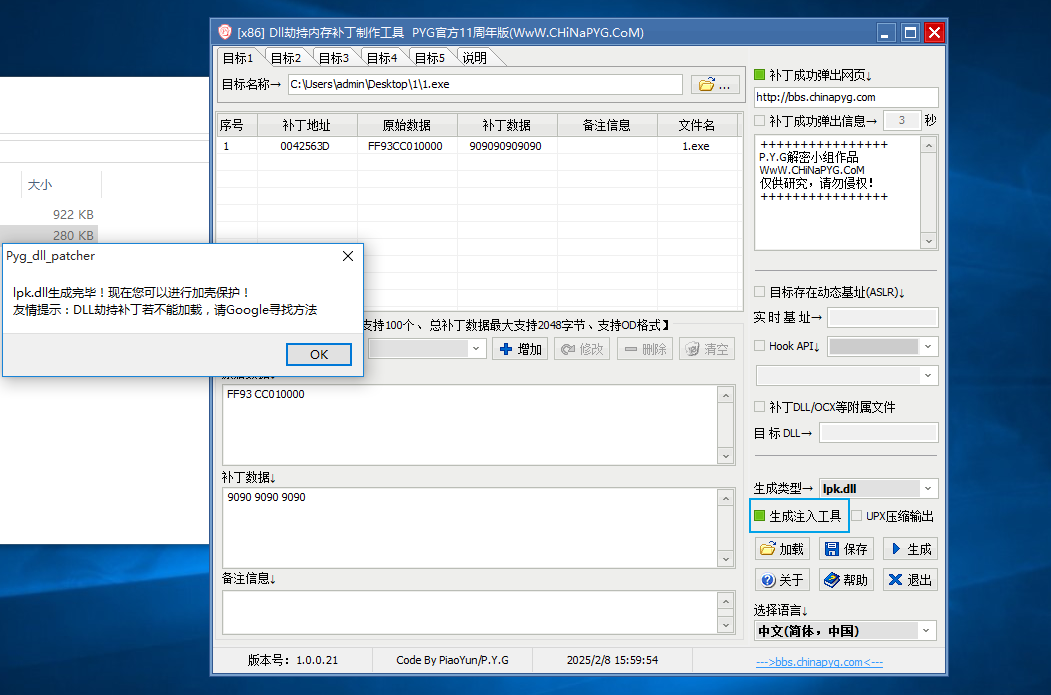 [x86] Dll劫持内存补丁制作工具 PYG官方11周年版(WwW.CHiNaPYG.CoM)
目标1 目标2 目标3 目标4 目标5 说明
目标名称→ C:\Users\admin\Desktop\1\1.exe ...
序号 补丁地址 原始数据 补丁数据 备注信息 文件名
1 0042563D FF93CC010000 909090909090 1.exe
大小
922 KB
280 KB
Pyg_dll_patcher
lpk.dll生成完毕！现在您可以进行加壳保护！
友情提示：DLL劫持补丁若不能加载，请Google寻找方法
OK
支持100个、 总补丁数据最大支持2048字节、支持OD格式】
增加 修改 删除 清空
FF93 CC010000
补丁数据↓
9090 9090 9090
备注信息↓
版本号： 1.0.0.21 Code By PiaoYun/P.Y.G 2025/2/8 15:59:54
补丁成功弹出网页↓
http://bbs.chinapyg.com
补丁成功弹出信息→ 3 秒
++++++++++++++++
P.Y.G解密小组作品
WwW.CHiNaPYG.CoM
仅供研究，请勿侵权！
++++++++++++++++
目标存在动态基址(ASLR)↓
实时基址→
Hook API↓
补丁DLL/OCX等附属文件
目标DLL→
生成类型→ lpk.dll
生成注入工具 UPX压缩输出
加载 保存 生成
关于 帮助 退出
选择语言↓
中文(简体，中国)
--->bbs.chinapyg.com<---